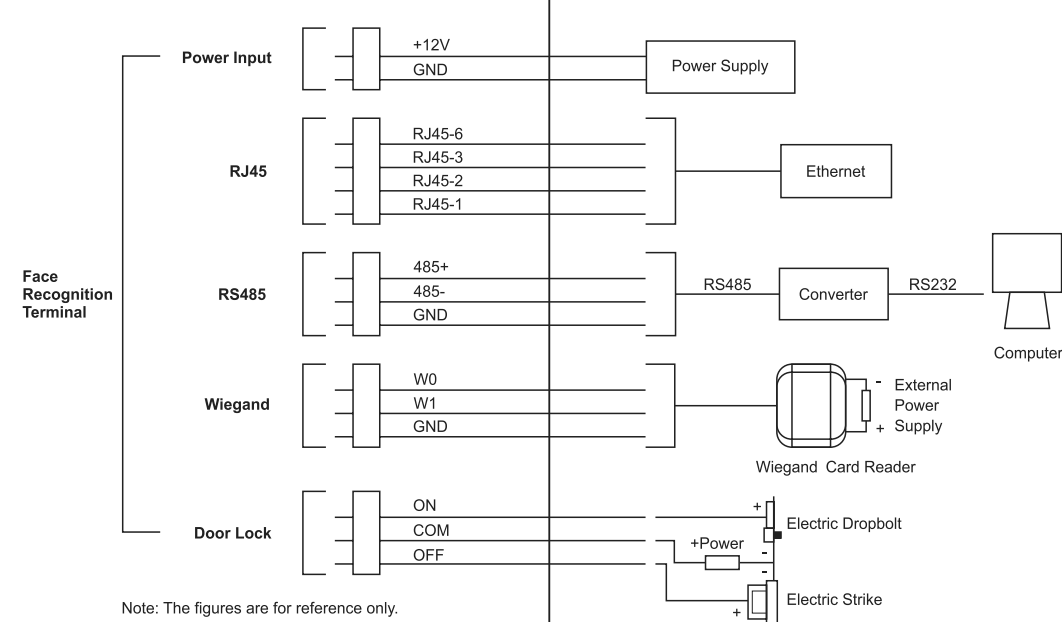 Power Input
+12V
GND
Power Supply
RJ45
RJ45-6
RJ45-3
RJ45-2
RJ45-1
Ethernet
Face
Recognition
Terminal
RS485
485+
485-
GND
RS485
Converter
RS232
Computer
Wiegand
W0
W1
GND
-
External
Power
+ Supply
Wiegand Card Reader
Door Lock
ON
COM
OFF
+
Electric Dropbolt
+Power
-
-
Electric Strike
+
Note: The figures are for reference only.